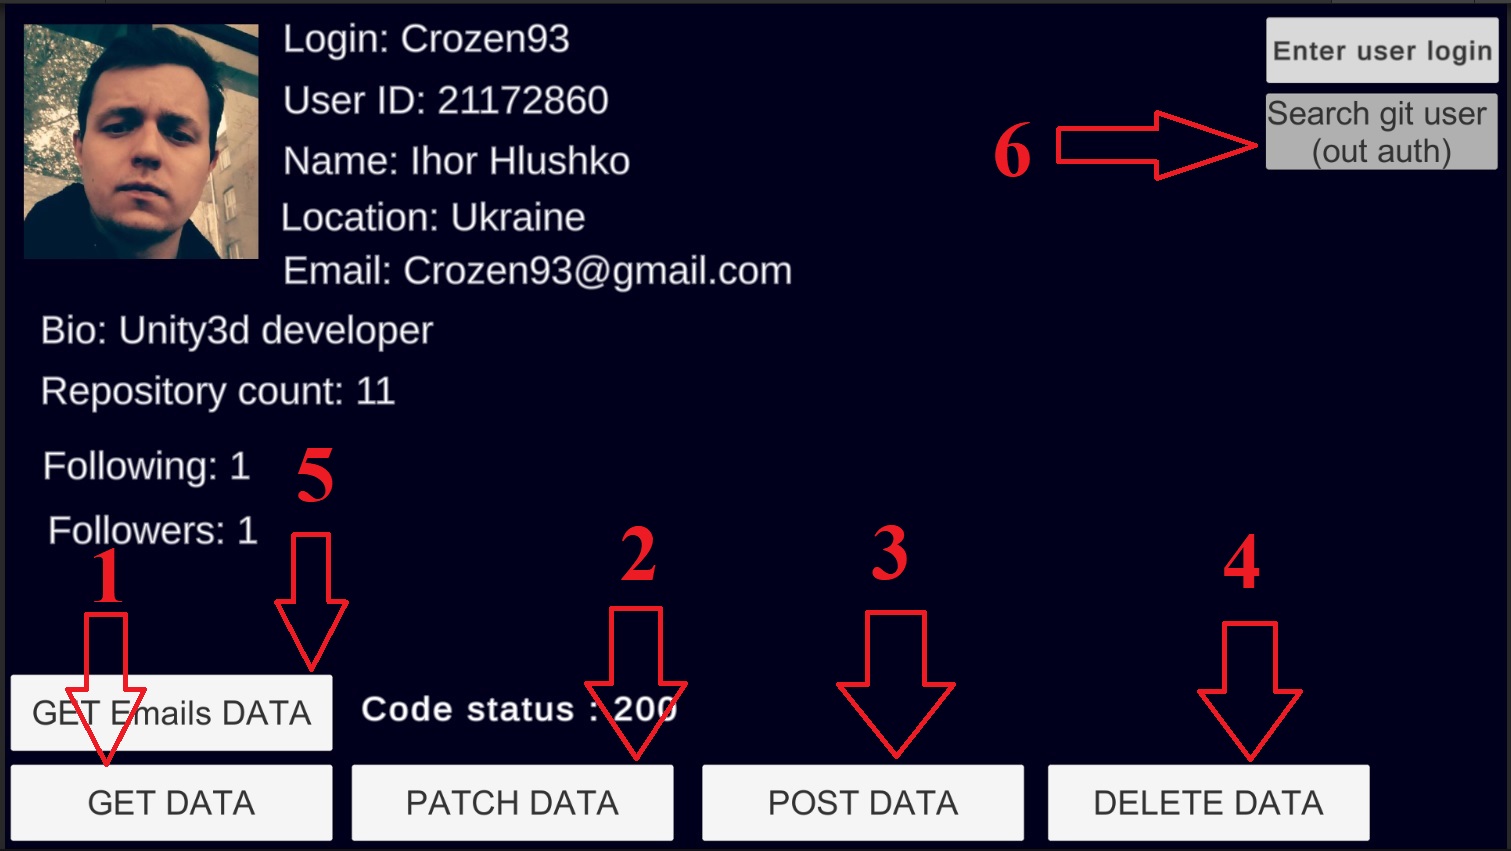 Login: Crozen93
User ID: 21172860
Name: Ihor Hlushko
Location: Ukraine
Email: Crozen93@gmail.com
Enter user login
Search git user
(out auth)
6
Bio: Unity3d developer
Repository count: 11
Following: 1
Followers: 1
5
1
2
3
4
GET Emails DATA
Code status : 200
GET DATA
PATCH DATA
POST DATA
DELETE DATA